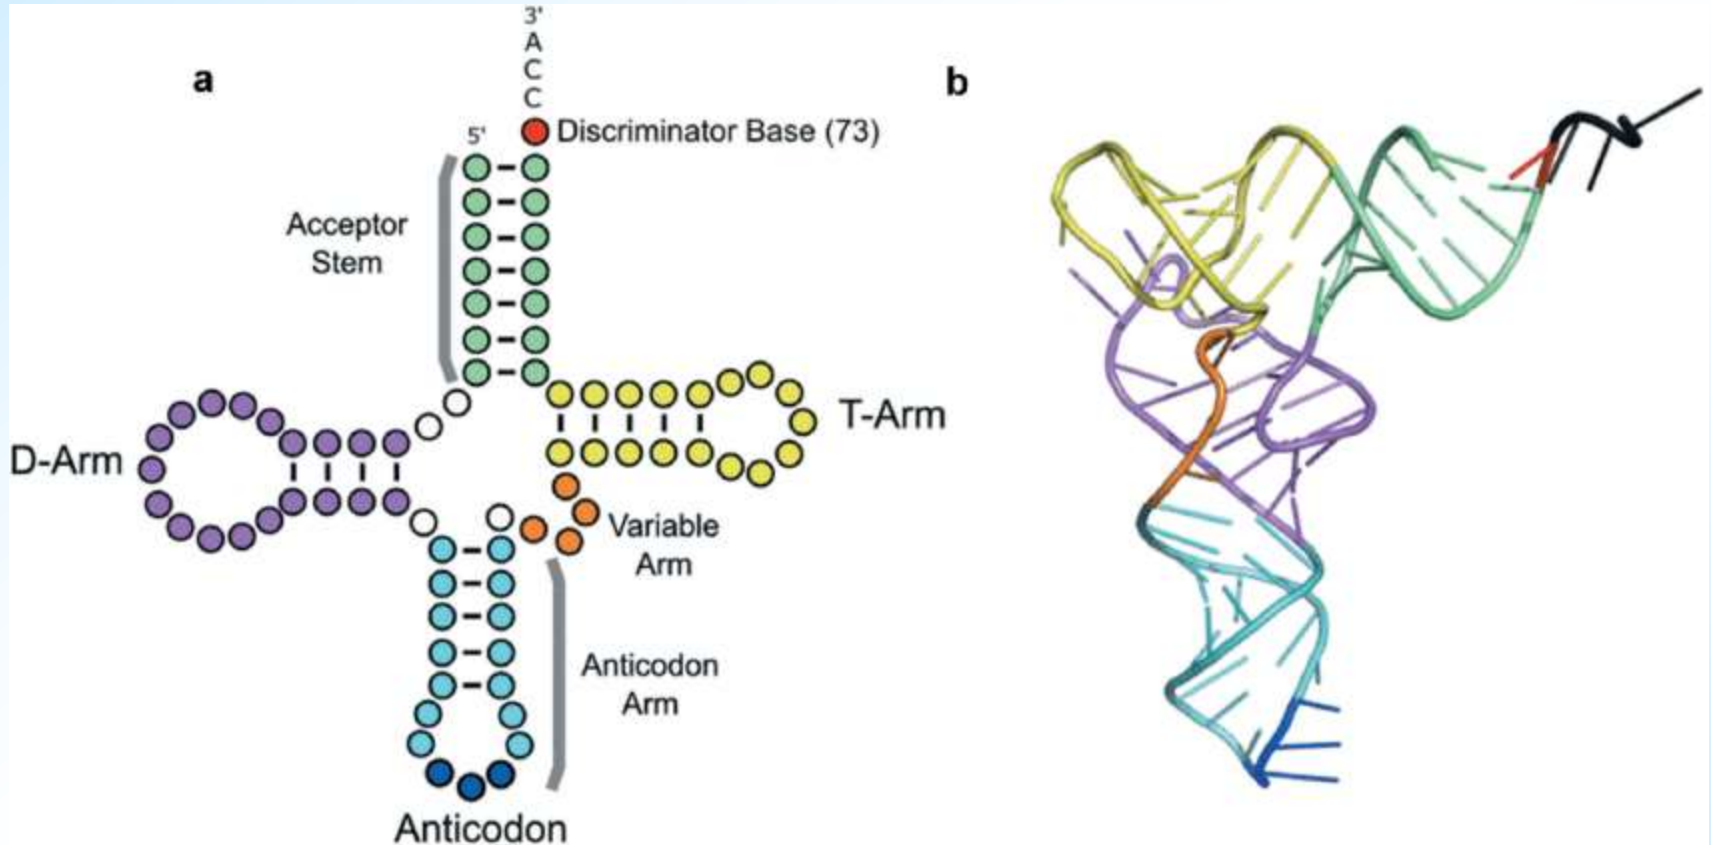 a
3'
A
C
C
5'
Discriminator Base (73)
Acceptor
Stem
D-Arm
T-Arm
Variable
Arm
Anticodon
Arm
Anticodon
b